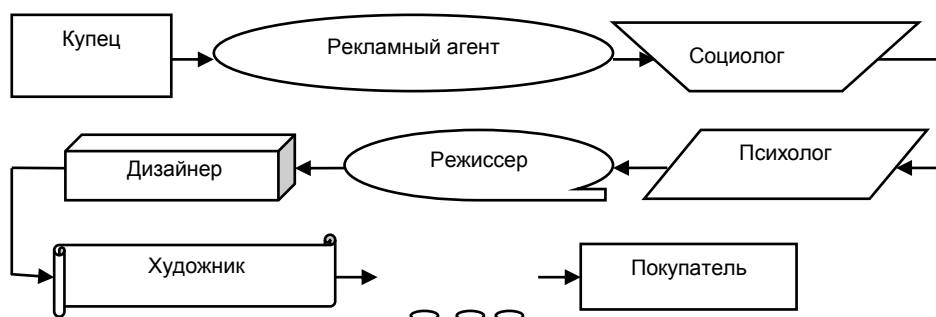 Купец
Рекламный агент
Социолог
Психолог
Режиссер
Дизайнер
Художник
Покупатель